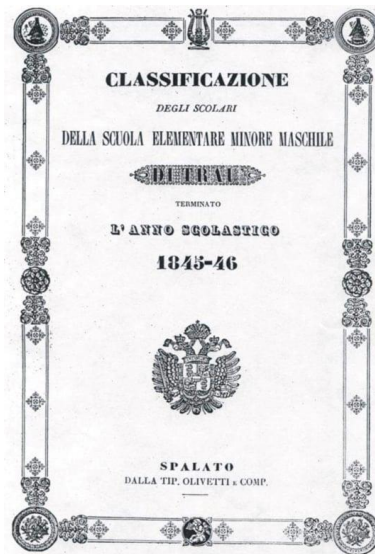 CLASSIFICAZIONE
DEGLI SCOLARI
DELLA SCUOLA ELEMENTARE MINORE MASCHILE
DI TRAU
TERMINATO
L'ANNO SCOLASTICO
1845-46
SPALATO
DALLA TIP. OLIVETTI E COMP.